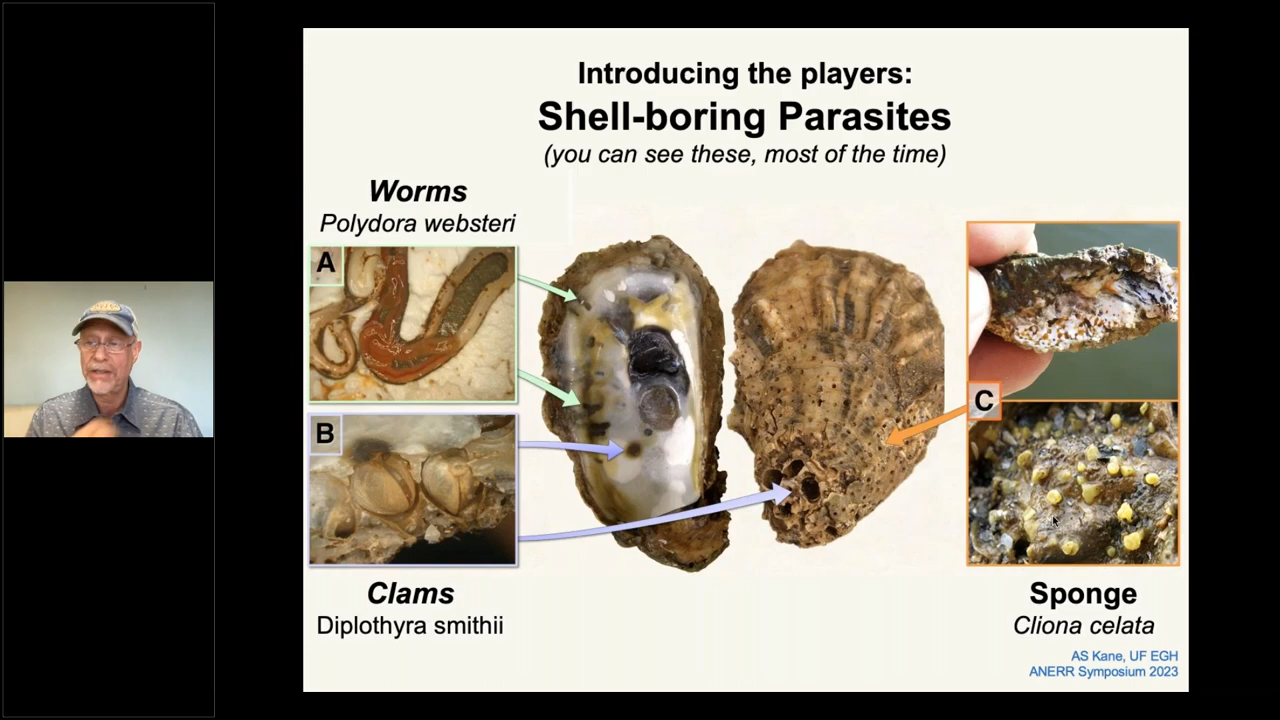 Introducing the players:
Shell-boring Parasites
(you can see these, most of the time)
Worms
Polydora websteri
A
B
Clams
Diplothyra smithii
C
Sponge
Cliona celata
AS Kane, UF EGH
ANERR Symposium 2023